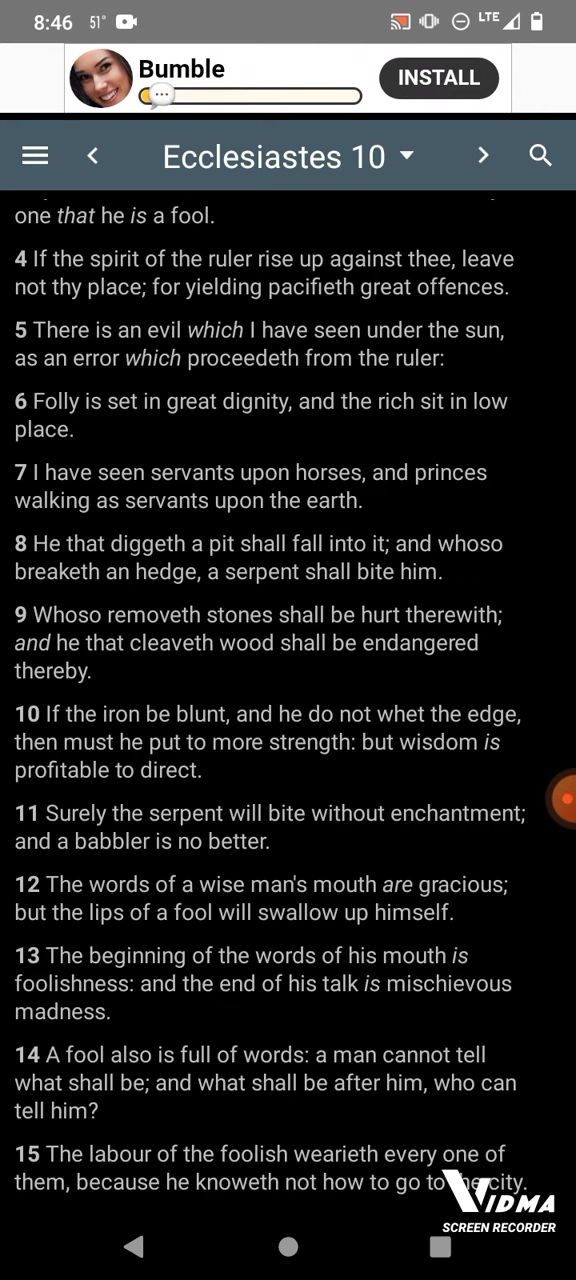 8:46 51° LTE
Bumble
INSTALL
Ecclesiastes 10
one that he is a fool.
4 If the spirit of the ruler rise up against thee, leave
not thy place; for yielding pacifieth great offences.
5 There is an evil which I have seen under the sun,
as an error which proceedeth from the ruler:
6 Folly is set in great dignity, and the rich sit in low
place.
7 I have seen servants upon horses, and princes
walking as servants upon the earth.
8 He that diggeth a pit shall fall into it; and whoso
breaketh an hedge, a serpent shall bite him.
9 Whoso removeth stones shall be hurt therewith;
and he that cleaveth wood shall be endangered
thereby.
10 If the iron be blunt, and he do not whet the edge,
then must he put to more strength: but wisdom is
profitable to direct.
11 Surely the serpent will bite without enchantment;
and a babbler is no better.
12 The words of a wise man's mouth are gracious;
but the lips of a fool will swallow up himself.
13 The beginning of the words of his mouth is
foolishness: and the end of his talk is mischievous
madness.
14 A fool also is full of words: a man cannot tell
what shall be; and what shall be after him, who can
tell him?
15 The labour of the foolish wearieth every one of
them, because he knoweth not how to go to the city.
VIDMA
SCREEN RECORDER